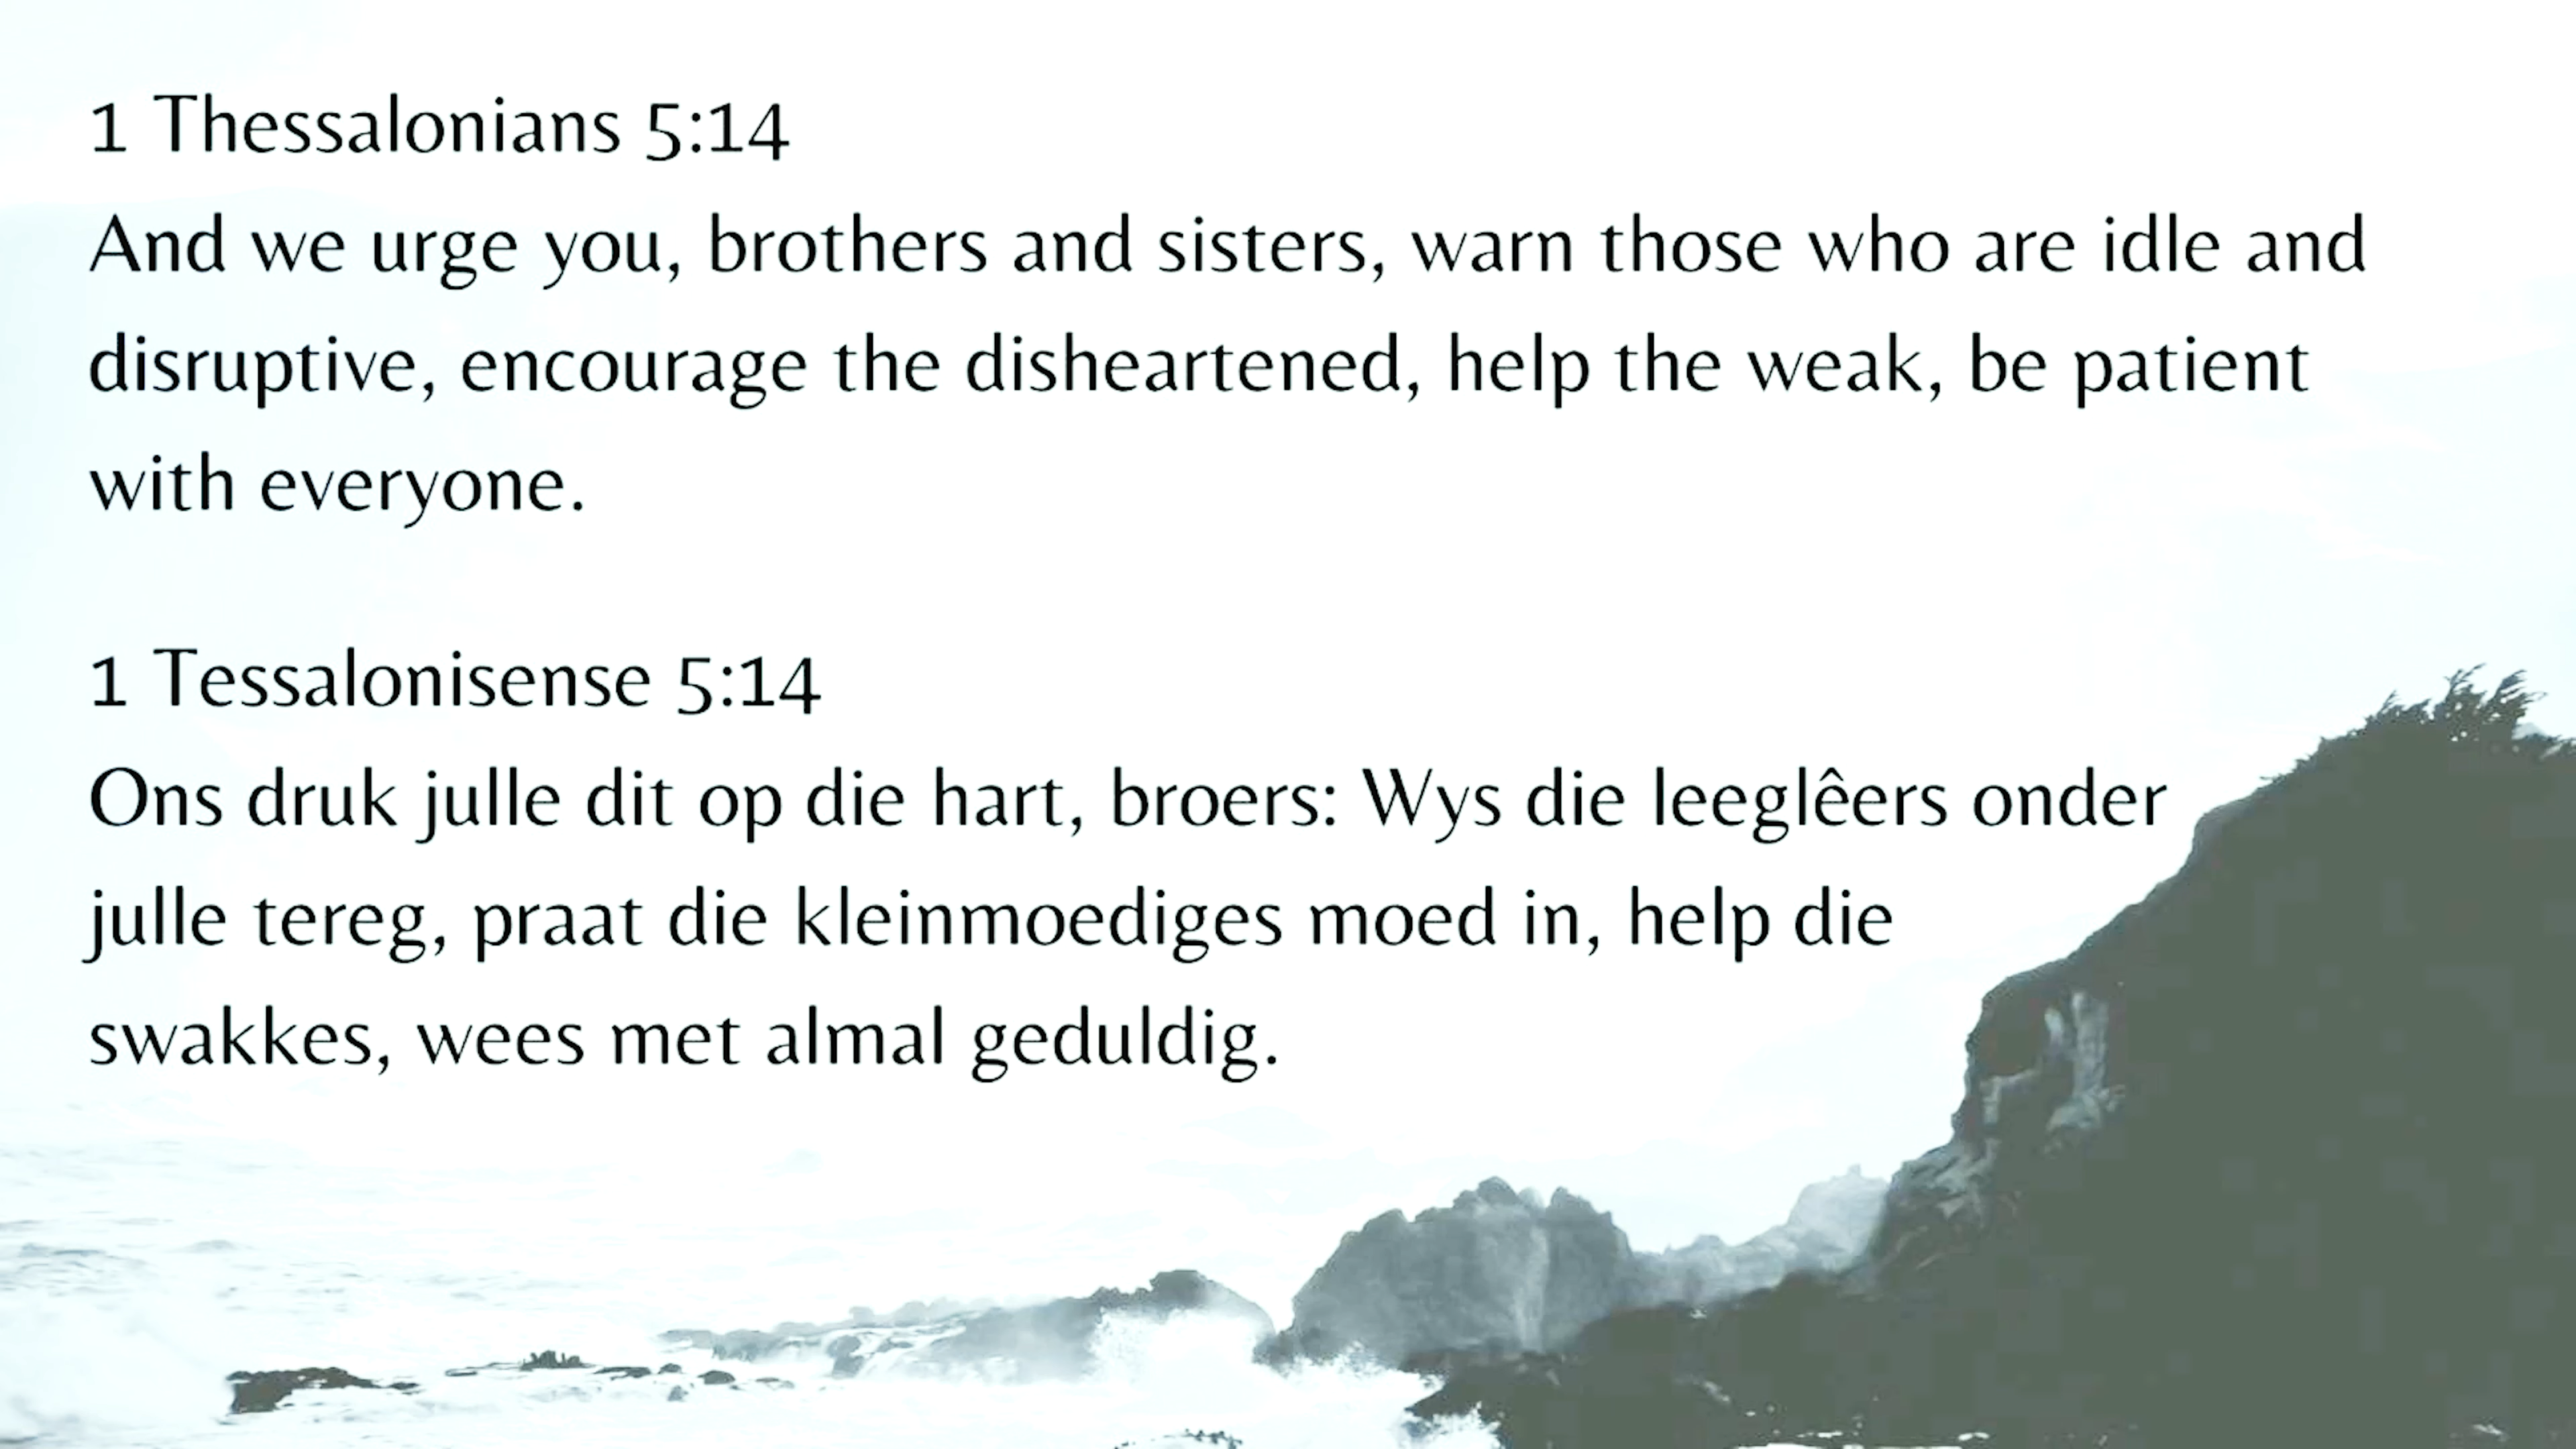 1 Thessalonians 5:14
And we urge you, brothers and sisters, warn those who are idle and
disruptive, encourage the disheartened, help the weak, be patient
with everyone.
1 Tessalonisense 5:14
Ons druk julle dit op die hart, broers: Wys die leeglêers onder
julle tereg, praat die kleinmoediges moed in, help die
swakkes, wees met almal geduldig.